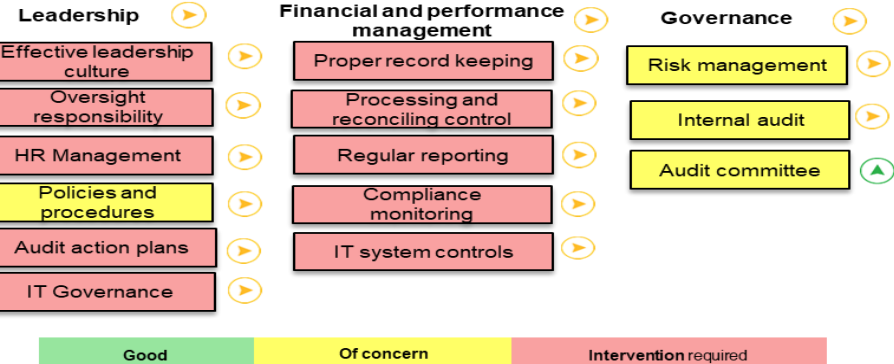 Leadership
Effective leadership
culture
Oversight
responsibility
HR Management
Policies and
procedures
Audit action plans
IT Governance
Financial and performance
management
Proper record keeping
Processing and
reconciling control
Regular reporting
Compliance
monitoring
IT system controls
Governance
Risk management
Internal audit
Audit committee
Good
Of concern
Intervention required